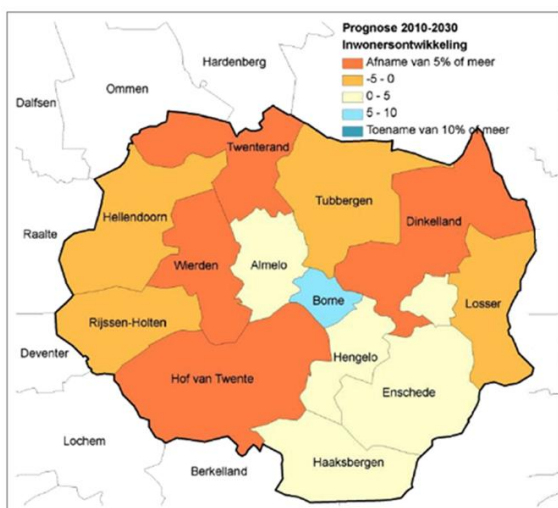 Prognose 2010-2030
Inwonersontwikkeling
Afname van 5% of meer
-5 - 0
0 - 5
5 - 10
Toename van 10% of meer
Hardenberg
Ommen
Dalfsen
Twenterand
Hellendoorn
Tubbergen
Dinkelland
Raalte
Wierden
Almelo
Borne
Losser
Rijssen-Holten
Deventer
Hengelo
Hof van Twente
Enschede
Lochem
Haaksbergen
Berkelland